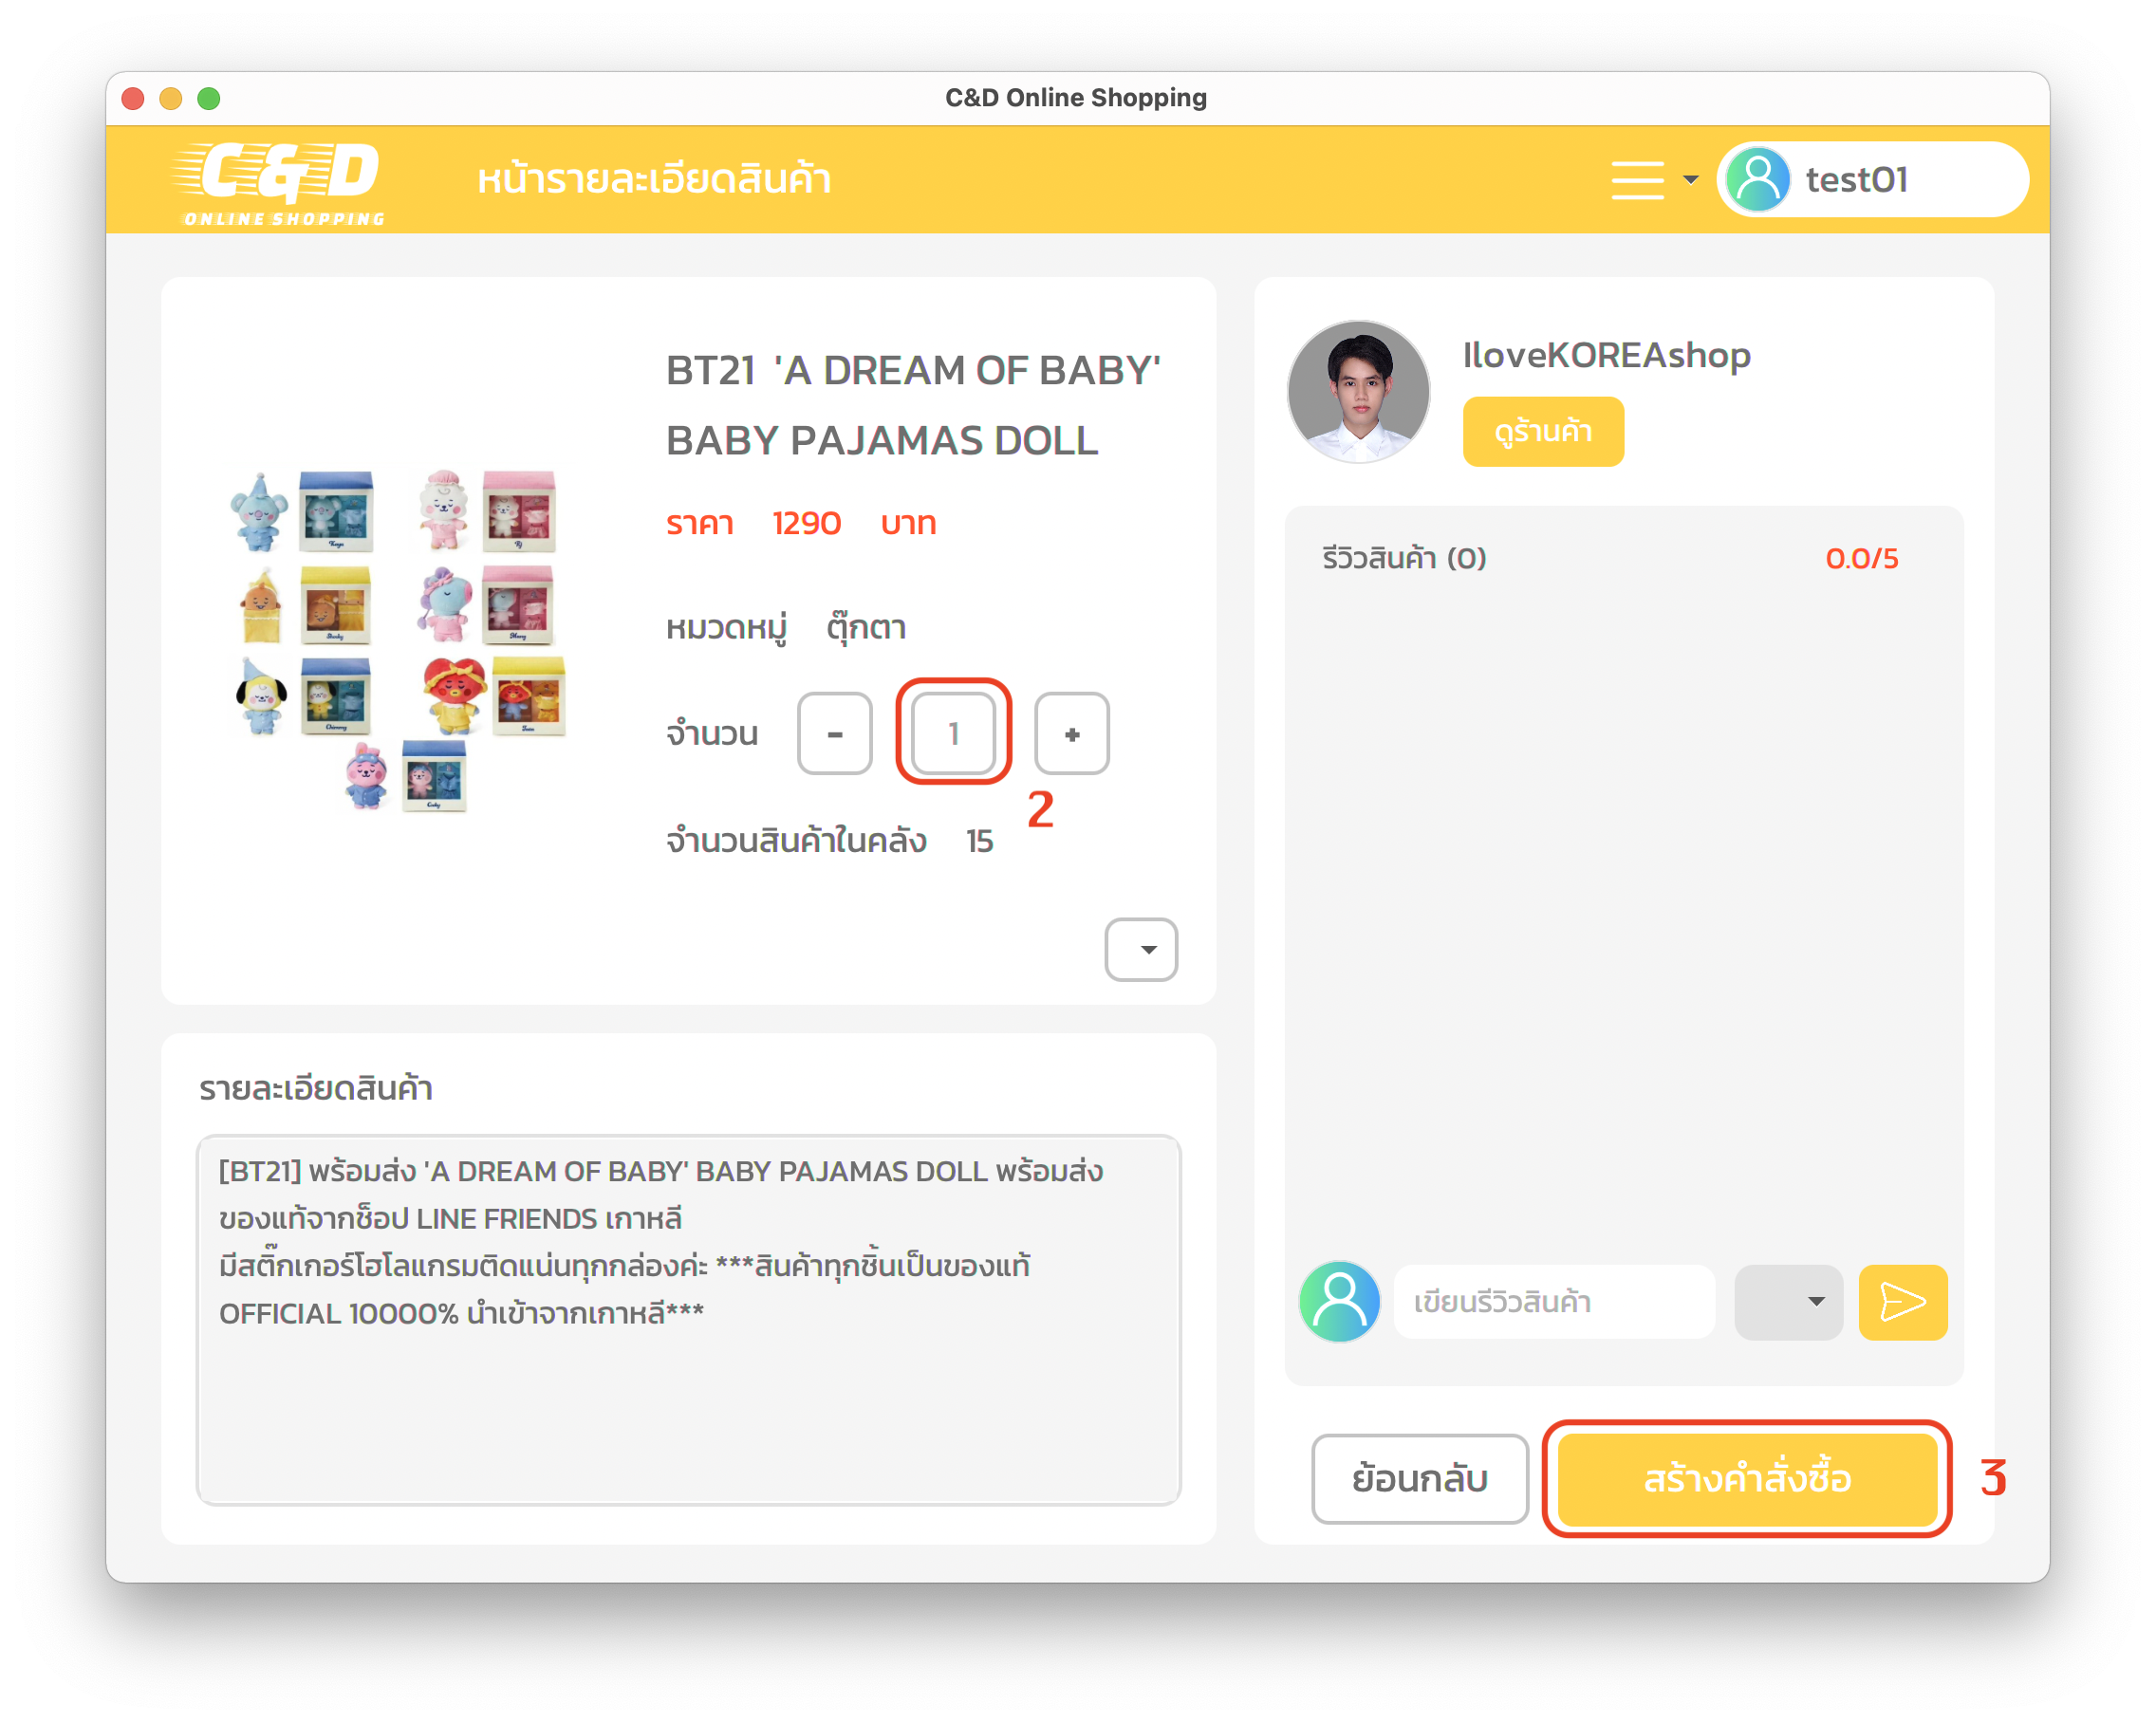 C&D Online Shopping
C&D
ONLINE SHOPPING
หน้ารายละเอียดสินค้า
test01
BT21 'A DREAM OF BABY'
BABY PAJAMAS DOLL
ราคา 1290 บาท
หมวดหมู่ ตุ๊กตา
จำนวน - 1 +
2
จำนวนสินค้าในคลัง 15
รายละเอียดสินค้า
[BT21] พร้อมส่ง 'A DREAM OF BABY' BABY PAJAMAS DOLL พร้อมส่ง
ของแท้จากช็อป LINE FRIENDS เกาหลี
มีสติ๊กเกอร์โฮโลแกรมติดแน่นทุกกล่องค่ะ ***สินค้าทุกชิ้นเป็นของแท้
OFFICIAL 10000% นำเข้าจากเกาหลี***
IloveKOREAshop
ดูร้านค้า
รีวิวสินค้า (0) 0.0/5
เขียนรีวิวสินค้า
ย้อนกลับ
สร้างคำสั่งซื้อ
3